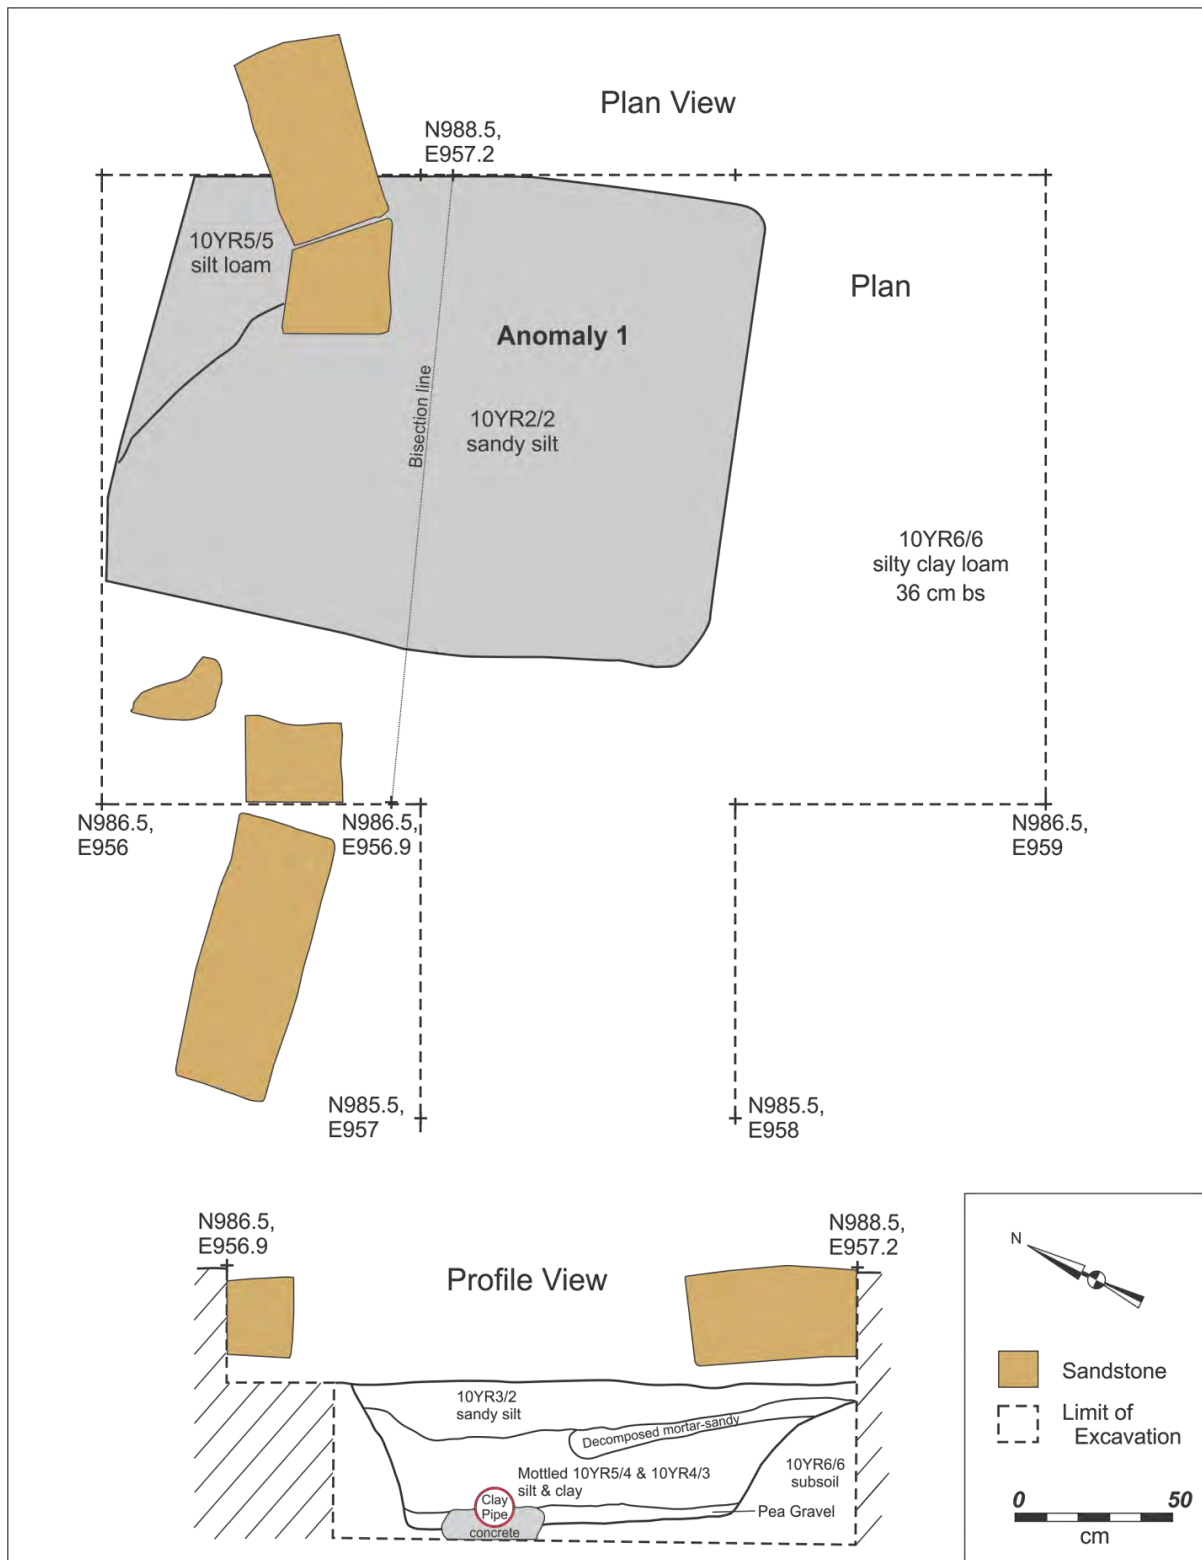 Plan View
N988.5,
E957.2
10YR5/5
silt loam
Plan
Anomaly 1
Bisection line
10YR2/2
sandy silt
10YR6/6
silty clay loam
36 cm bs
N986.5,
E956
N986.5,
E956.9
N986.5,
E959
N985.5,
E957
N985.5,
E958
N986.5,
E956.9
Profile View
N988.5,
E957.2
10YR3/2
sandy silt
Decomposed mortar-sandy
Mottled 10YR5/4 & 10YR4/3
silt & clay
10YR6/6
subsoil
Clay
Pipe
concrete
Pea Gravel
N
Sandstone
Limit of
Excavation
0 50
cm